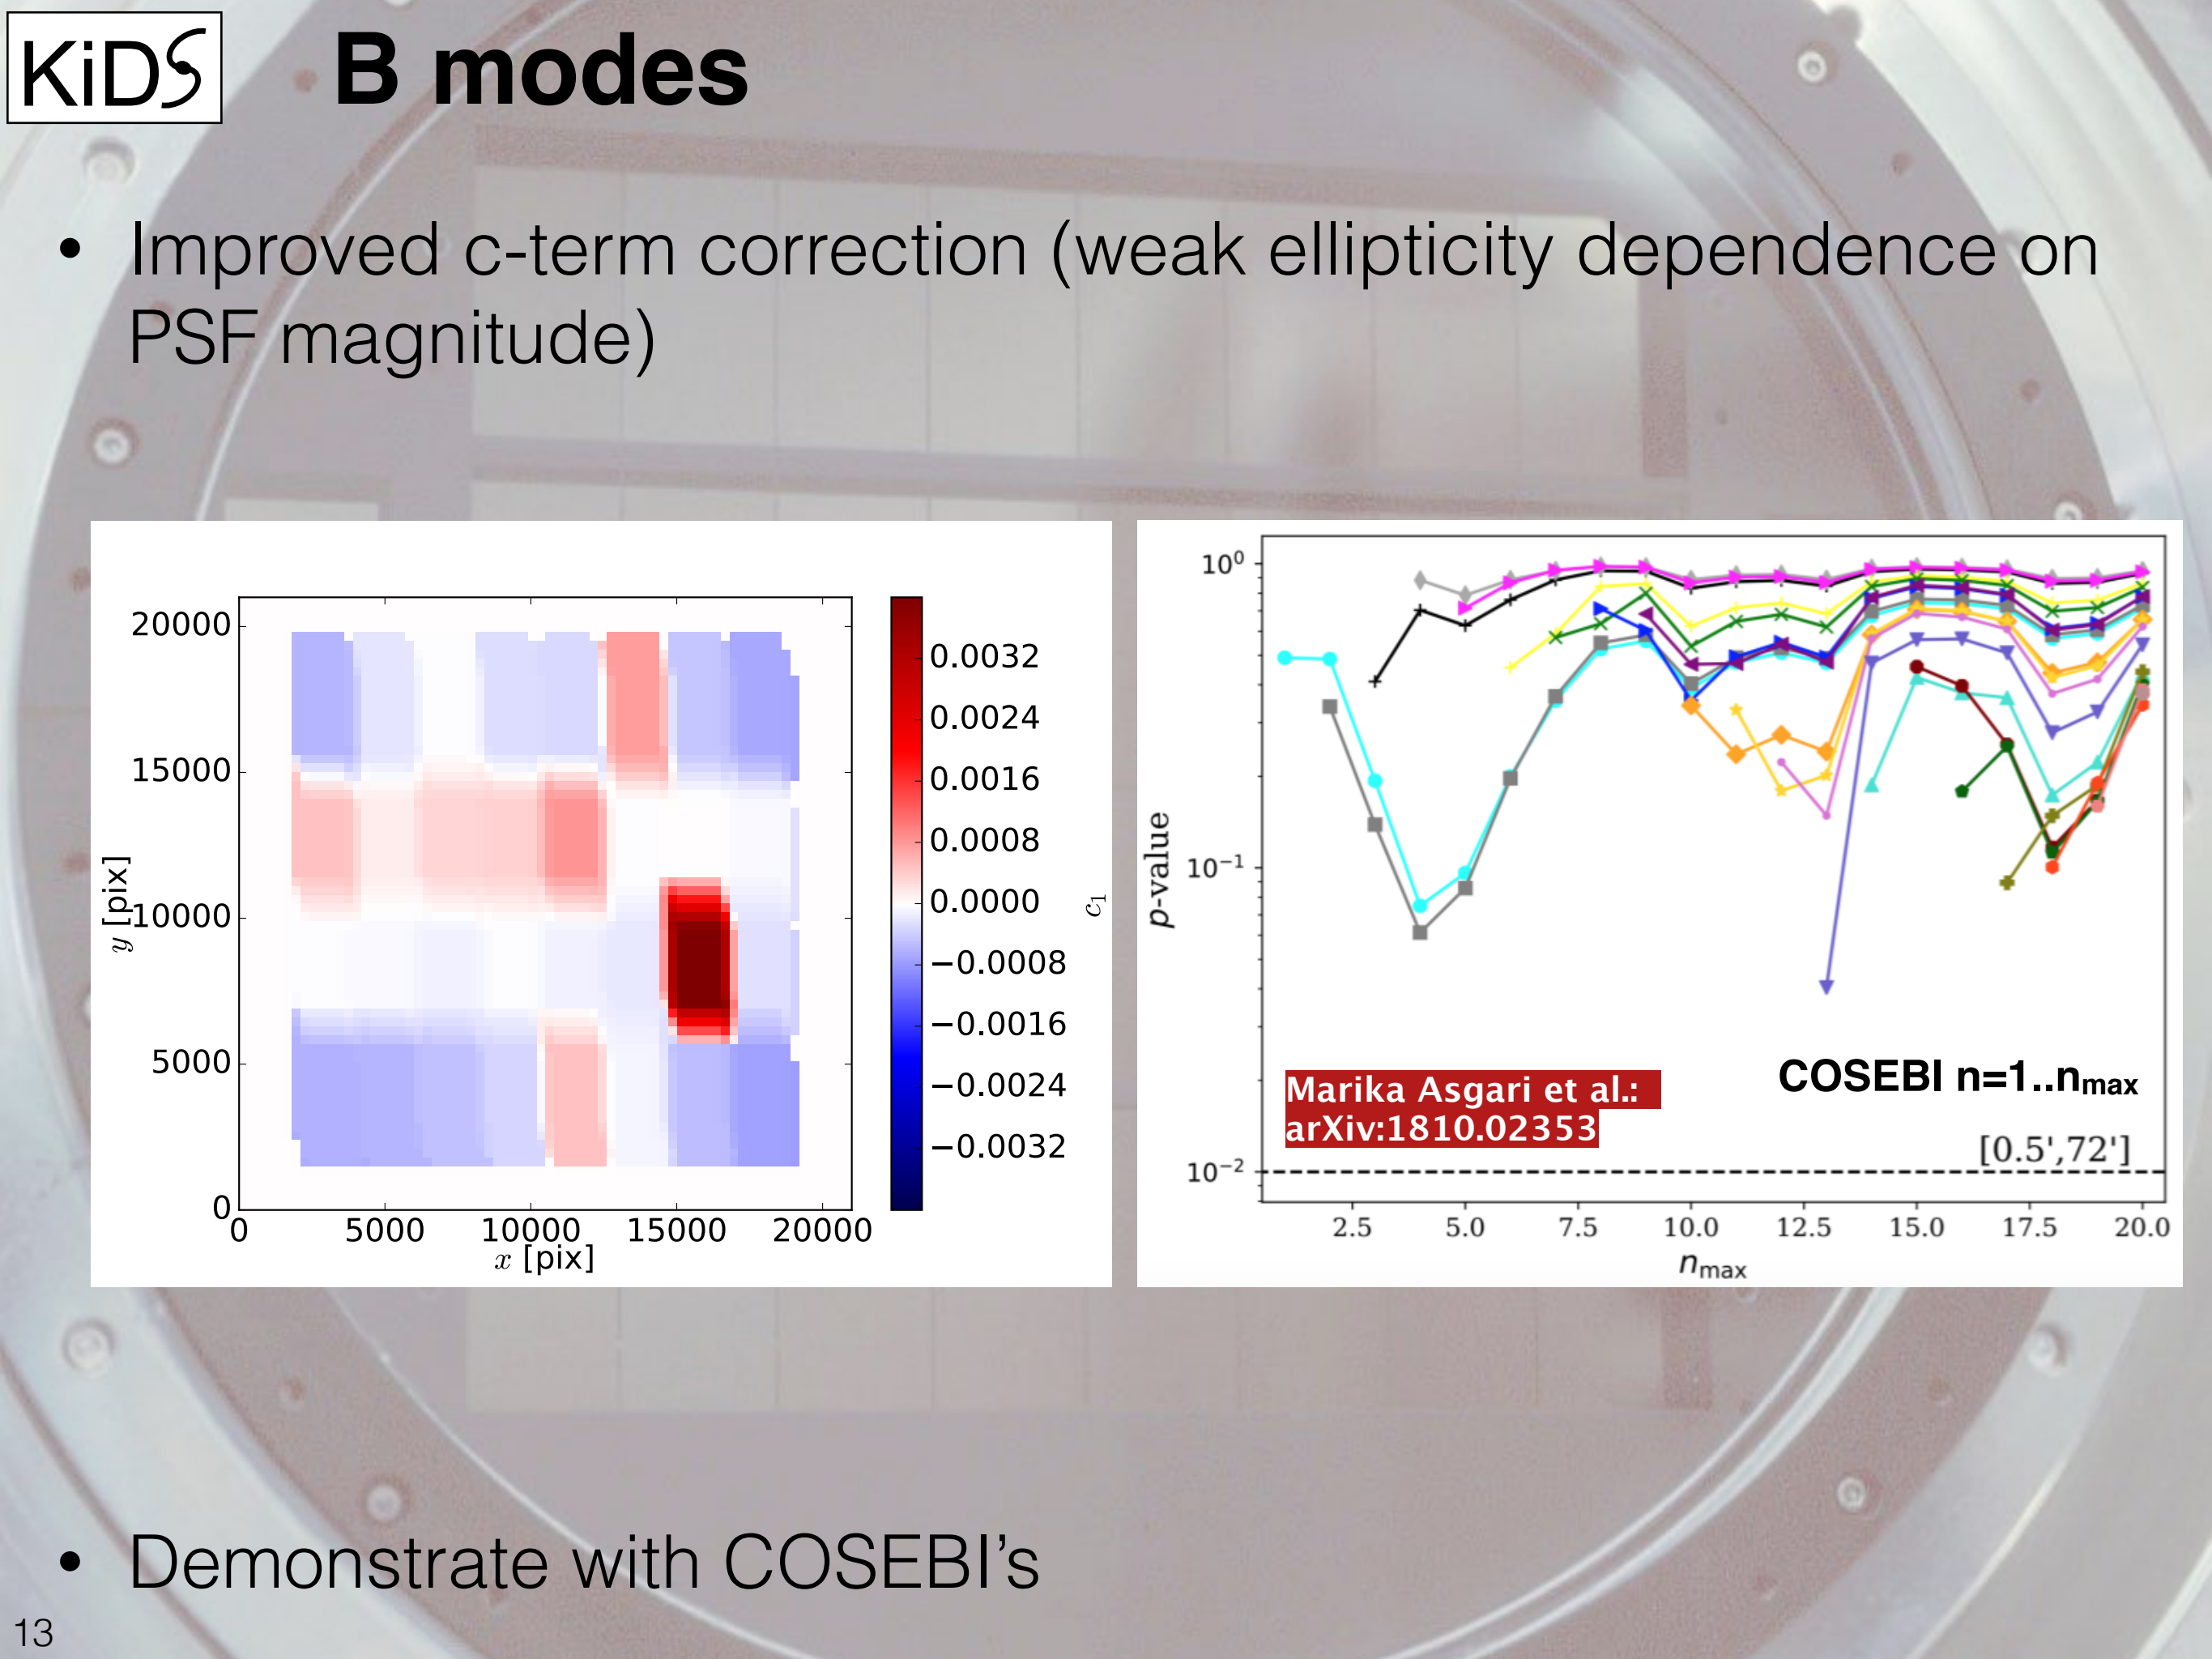 KiDS
B modes
• Improved c-term correction (weak ellipticity dependence on
PSF magnitude)
20000
15000
10000
5000
0
y [pix]
0 5000 10000 15000 20000
x [pix]
0.0032
0.0024
0.0016
0.0008
0.0000
−0.0008
−0.0016
−0.0024
−0.0032
c₁
10⁰
10⁻¹
10⁻²
p-value
COSEBI n=1..nmax
Marika Asgari et al.:
arXiv:1810.02353
[0.5',72']
2.5 5.0 7.5 10.0 12.5 15.0 17.5 20.0
nmax
• Demonstrate with COSEBI’s
13